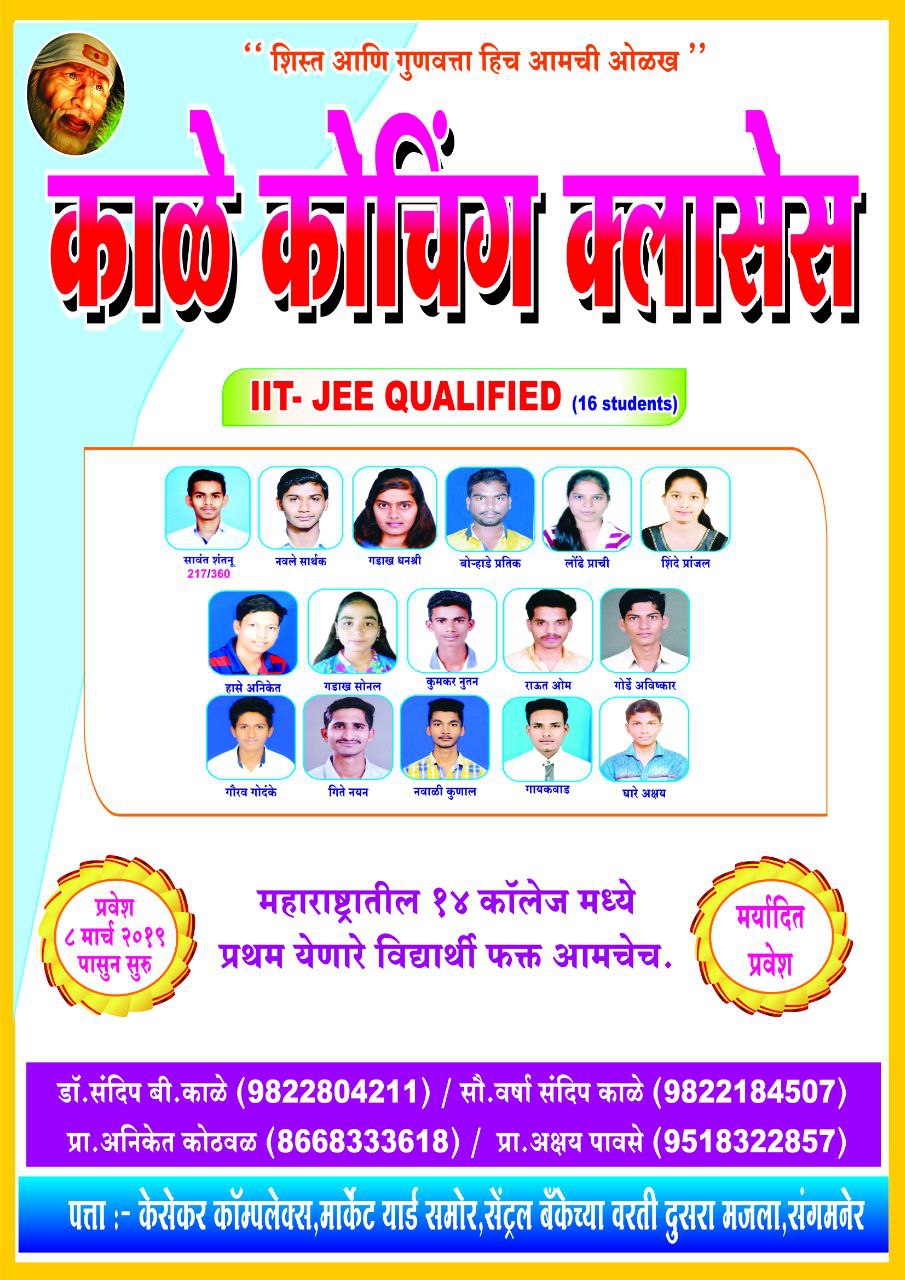 “ शिस्त आणि गुणवत्ता हिच आमची ओळख ”
काळे कोचिंग क्लासेस
IIT- JEE QUALIFIED (16 students)
सावंत शंतनू नवले सार्थक गडाख धनश्री बोऱ्हाडे प्रतिक लोंढे प्राची शिंदे प्रांजल
217/360
हासे अनिकेत गडाख सोनल कुमकर नुतन राऊत ओम गोर्डे अविष्कार
गौरव गोदंके गिते नयन नवाळी कुणाल गायकवाड घारे अक्षय
प्रवेश
८ मार्च २०१९
पासुन सुरु
महाराष्ट्रातील १४ कॉलेज मध्ये
प्रथम येणारे विद्यार्थी फक्त आमचेच.
मर्यादित
प्रवेश
डॉ.संदिप बी.काळे (9822804211) / सौ.वर्षा संदिप काळे (9822184507)
प्रा.अनिकेत कोठवळ (8668333618) / प्रा.अक्षय पावसे (9518322857)
पत्ता :- केसेकर कॉम्पलेक्स,मार्केट यार्ड समोर,सेंट्रल बँकेच्या वरती दुसरा मजला,संगमनेर